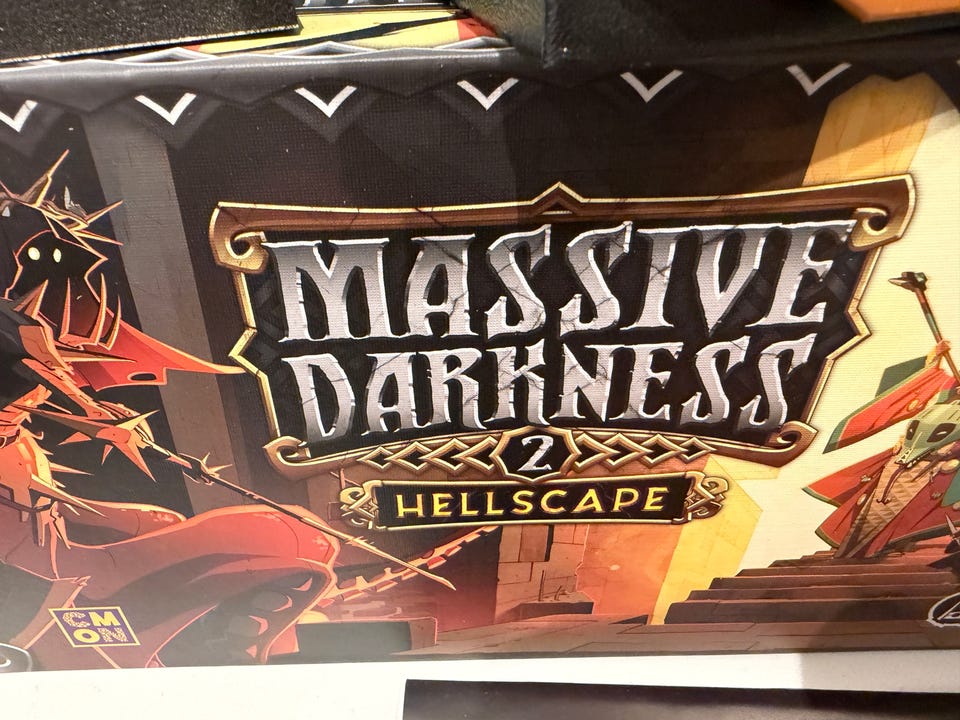 MASSIVE
DARKNESS
2
HELLSCAPE
CMON